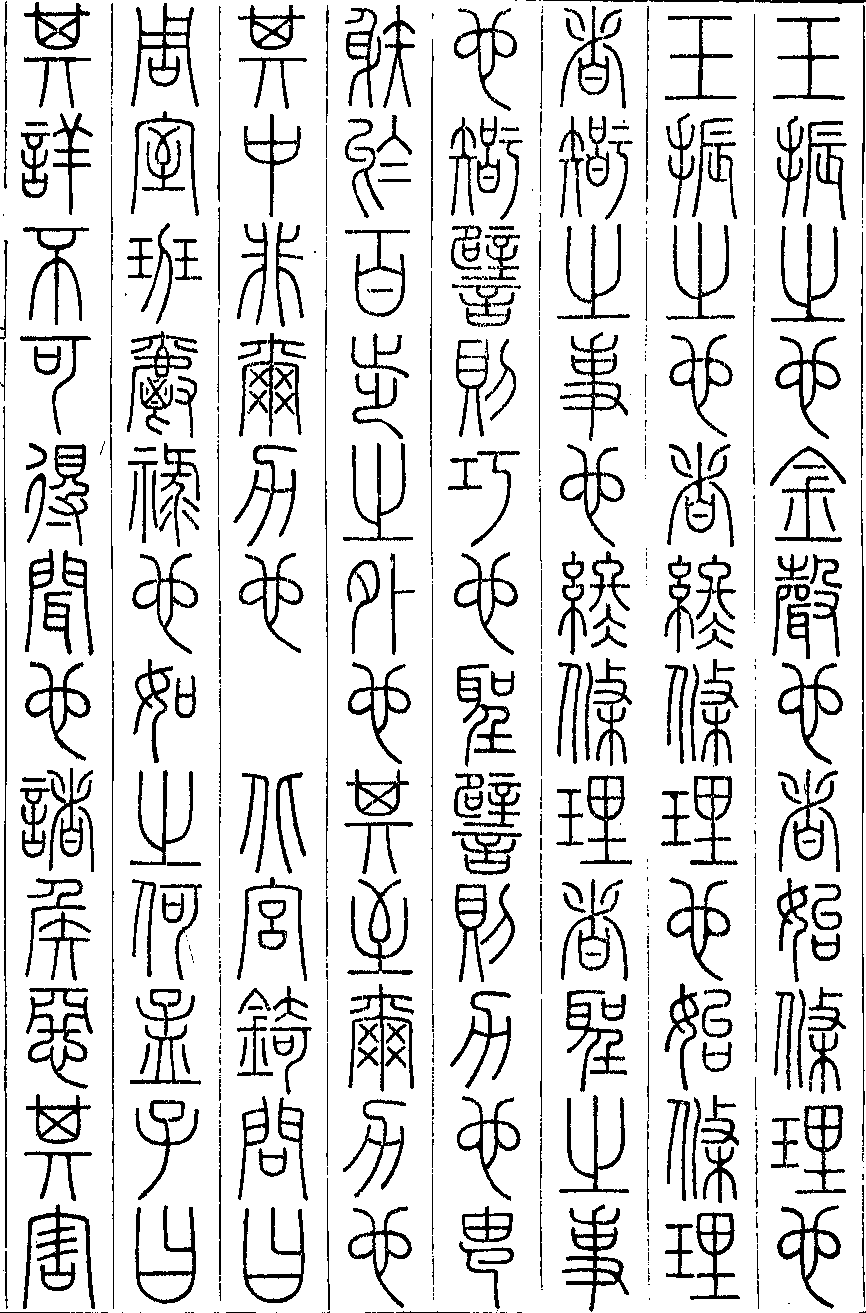 玉振之也金聲也者始條理也
玉振之也者終條理也始條理
者智之事也終條理者聖之事
也智譬則巧也聖譬則力也由
射於百步之外也其至爾力也
其中非爾力也　北宮錡問曰
周室班爵祿也如之何孟子曰
其詳不可得聞也諸侯惡其害